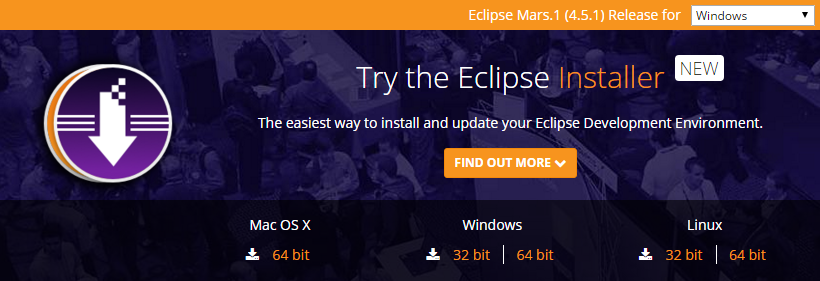 Eclipse Mars.1 (4.5.1) Release for Windows
Try the Eclipse Installer NEW
The easiest way to install and update your Eclipse Development Environment.
FIND OUT MORE
Mac OS X Windows Linux
64 bit 32 bit 64 bit 32 bit 64 bit